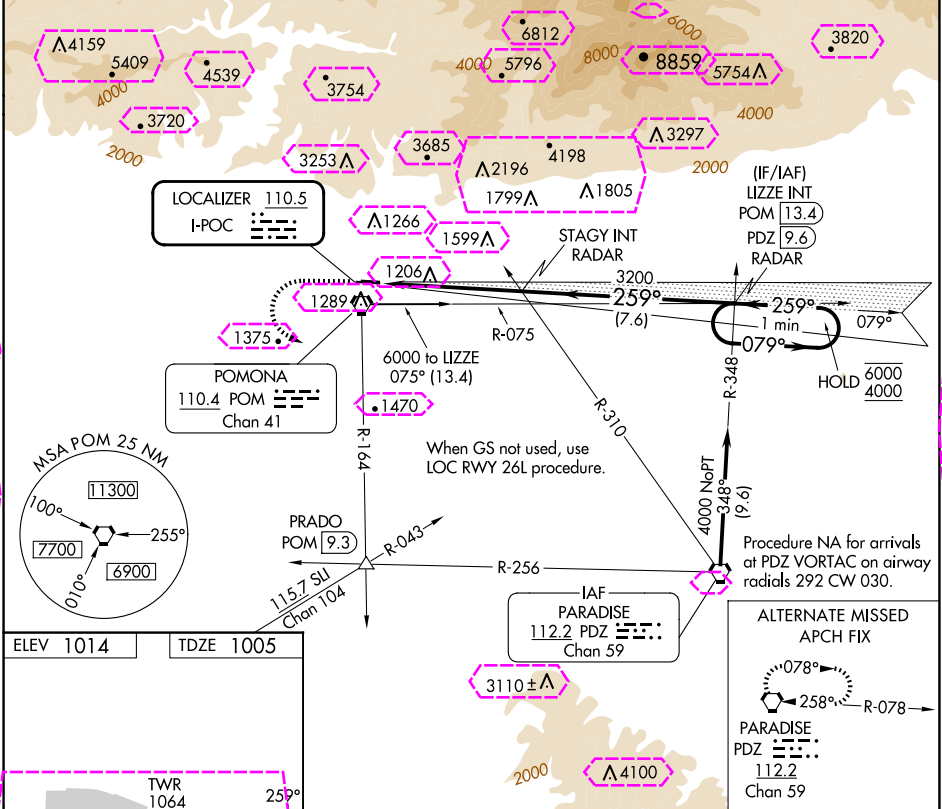 4159
5409
4000
4539
3720
2000
3754
3253
3685
6812
4000
5796
8000
6000
8859
5754
4000
3820
3297
2000
4198
2196
1799
1805
LOCALIZER 110.5
I-POC
1266
1599
1206
1289
1375
1470
STAGY INT
RADAR
(IF/IAF)
LIZZE INT
POM 13.4
PDZ 9.6
RADAR
3200
259°
(7.6)
259°
1 min
079°
079°
HOLD
6000
4000
R-075
6000 to LIZZE
075° (13.4)
POMONA
110.4 POM
Chan 41
R-164
R-310
R-348
When GS not used, use
LOC RWY 26L procedure.
4000 NoPT
348°
(9.6)
MSA POM 25 NM
11300
100°
255°
7700
6900
010°
PRADO
POM 9.3
R-043
R-256
115.7 SLI
Chan 104
Procedure NA for arrivals
at PDZ VORTAC on airway
radials 292 CW 030.
IAF
PARADISE
112.2 PDZ
Chan 59
ALTERNATE MISSED
APCH FIX
078°
258°
R-078
PARADISE
PDZ
112.2
Chan 59
ELEV 1014
TDZE 1005
3110 ±
2000
4100
TWR
1064
259°